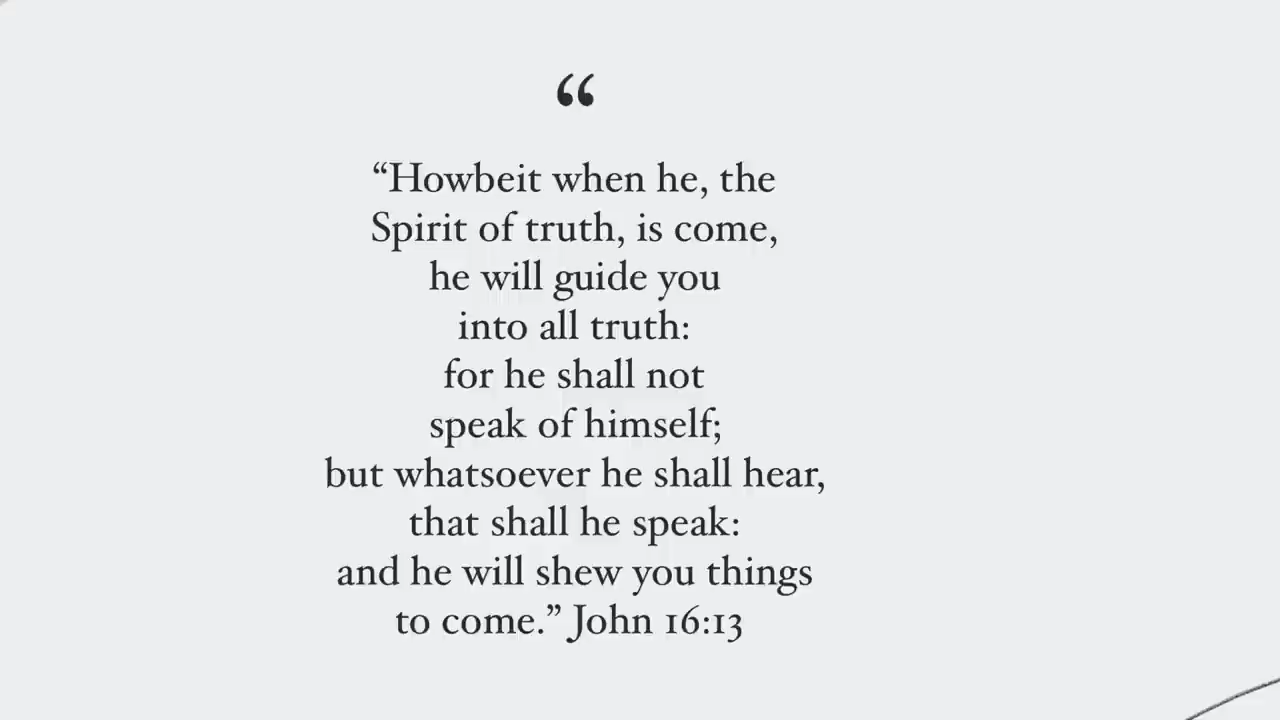 “
“Howbeit when he, the
Spirit of truth, is come,
he will guide you
into all truth:
for he shall not
speak of himself;
but whatsoever he shall hear,
that shall he speak:
and he will shew you things
to come.” John 16:13